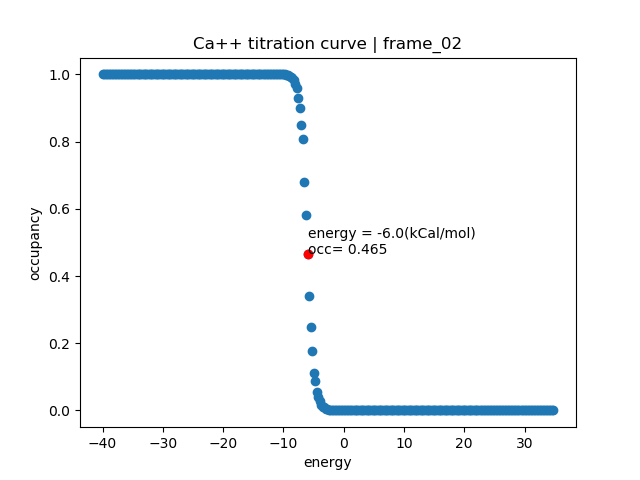 Ca++ titration curve | frame_02
1.0
0.8
0.6
0.4
0.2
0.0
occupancy
energy = -6.0(kCal/mol)
occ= 0.465
−40
−30
−20
−10
0
10
20
30
energy